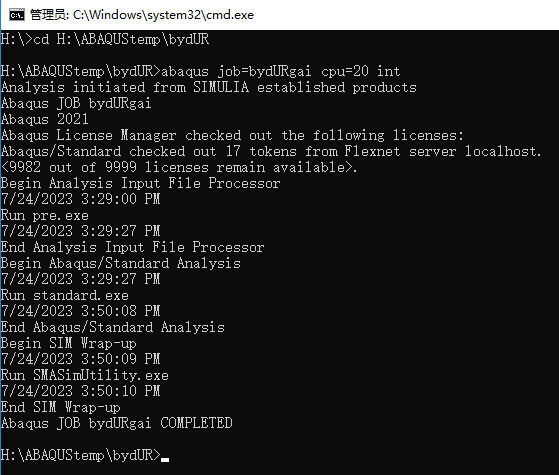 管理员: C:\Windows\system32\cmd.exe
H:\>cd H:\ABAQUStemp\bydUR
H:\ABAQUStemp\bydUR>abaqus job=bydURgai cpu=20 int
Analysis initiated from SIMULIA established products
Abaqus JOB bydURgai
Abaqus 2021
Abaqus License Manager checked out the following licenses:
Abaqus/Standard checked out 17 tokens from Flexnet server localhost.
<9982 out of 9999 licenses remain available>.
Begin Analysis Input File Processor
7/24/2023 3:29:00 PM
Run pre.exe
7/24/2023 3:29:27 PM
End Analysis Input File Processor
Begin Abaqus/Standard Analysis
7/24/2023 3:29:27 PM
Run standard.exe
7/24/2023 3:50:08 PM
End Abaqus/Standard Analysis
Begin SIM Wrap-up
7/24/2023 3:50:09 PM
Run SMASimUtility.exe
7/24/2023 3:50:10 PM
End SIM Wrap-up
Abaqus JOB bydURgai COMPLETED
H:\ABAQUStemp\bydUR>